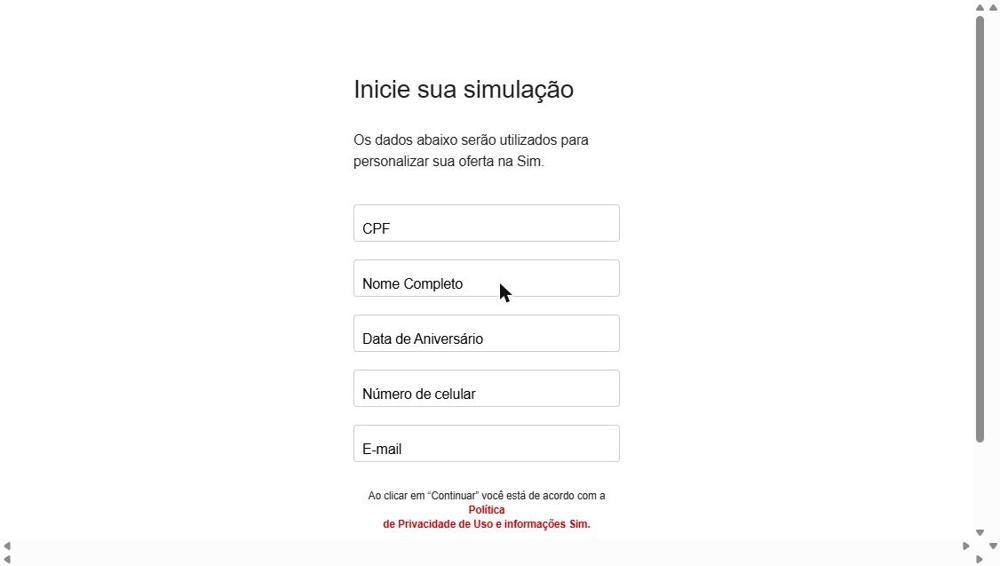 Inicie sua simulação
Os dados abaixo serão utilizados para
personalizar sua oferta na Sim.
CPF
Nome Completo
Data de Aniversário
Número de celular
E-mail
Ao clicar em “Continuar” você está de acordo com a
Política
de Privacidade de Uso e informações Sim.